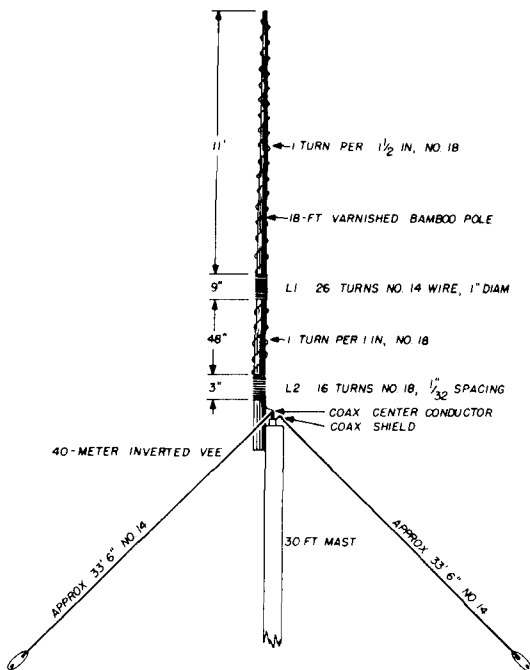 11'
1 TURN PER 1 1/2 IN, NO. 18
18-FT VARNISHED BAMBOO POLE
9"
L1 26 TURNS NO. 14 WIRE, 1" DIAM
48"
1 TURN PER 1 IN, NO. 18
3"
L2 16 TURNS NO. 18, 1/32" SPACING
COAX CENTER CONDUCTOR
COAX SHIELD
40-METER INVERTED VEE
30 FT MAST
APPROX 33' 6" NO. 14
APPROX 33' 6" NO. 14